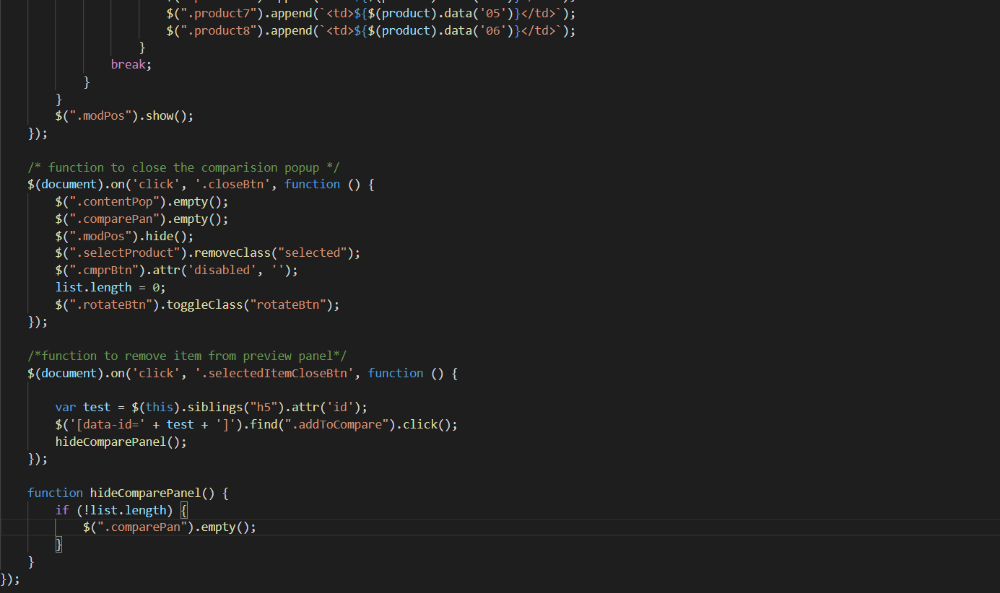 $(".product7").append(`<td>${$(product).data('05')}</td>`);
$(".product8").append(`<td>${$(product).data('06')}</td>`);
}
break;
}
}
$(".modPos").show();
});
/* function to close the comparision popup */
$(document).on('click', '.closeBtn', function () {
$(".contentPop").empty();
$(".comparePan").empty();
$(".modPos").hide();
$(".selectProduct").removeClass("selected");
$(".cmprBtn").attr('disabled', '');
list.length = 0;
$(".rotateBtn").toggleClass("rotateBtn");
});
/*function to remove item from preview panel*/
$(document).on('click', '.selectedItemCloseBtn', function () {
var test = $(this).siblings("h5").attr('id');
$('[data-id=' + test + ']').find(".addToCompare").click();
hideComparePanel();
});
function hideComparePanel() {
if (!list.length) {
$(".comparePan").empty();
}
}
});